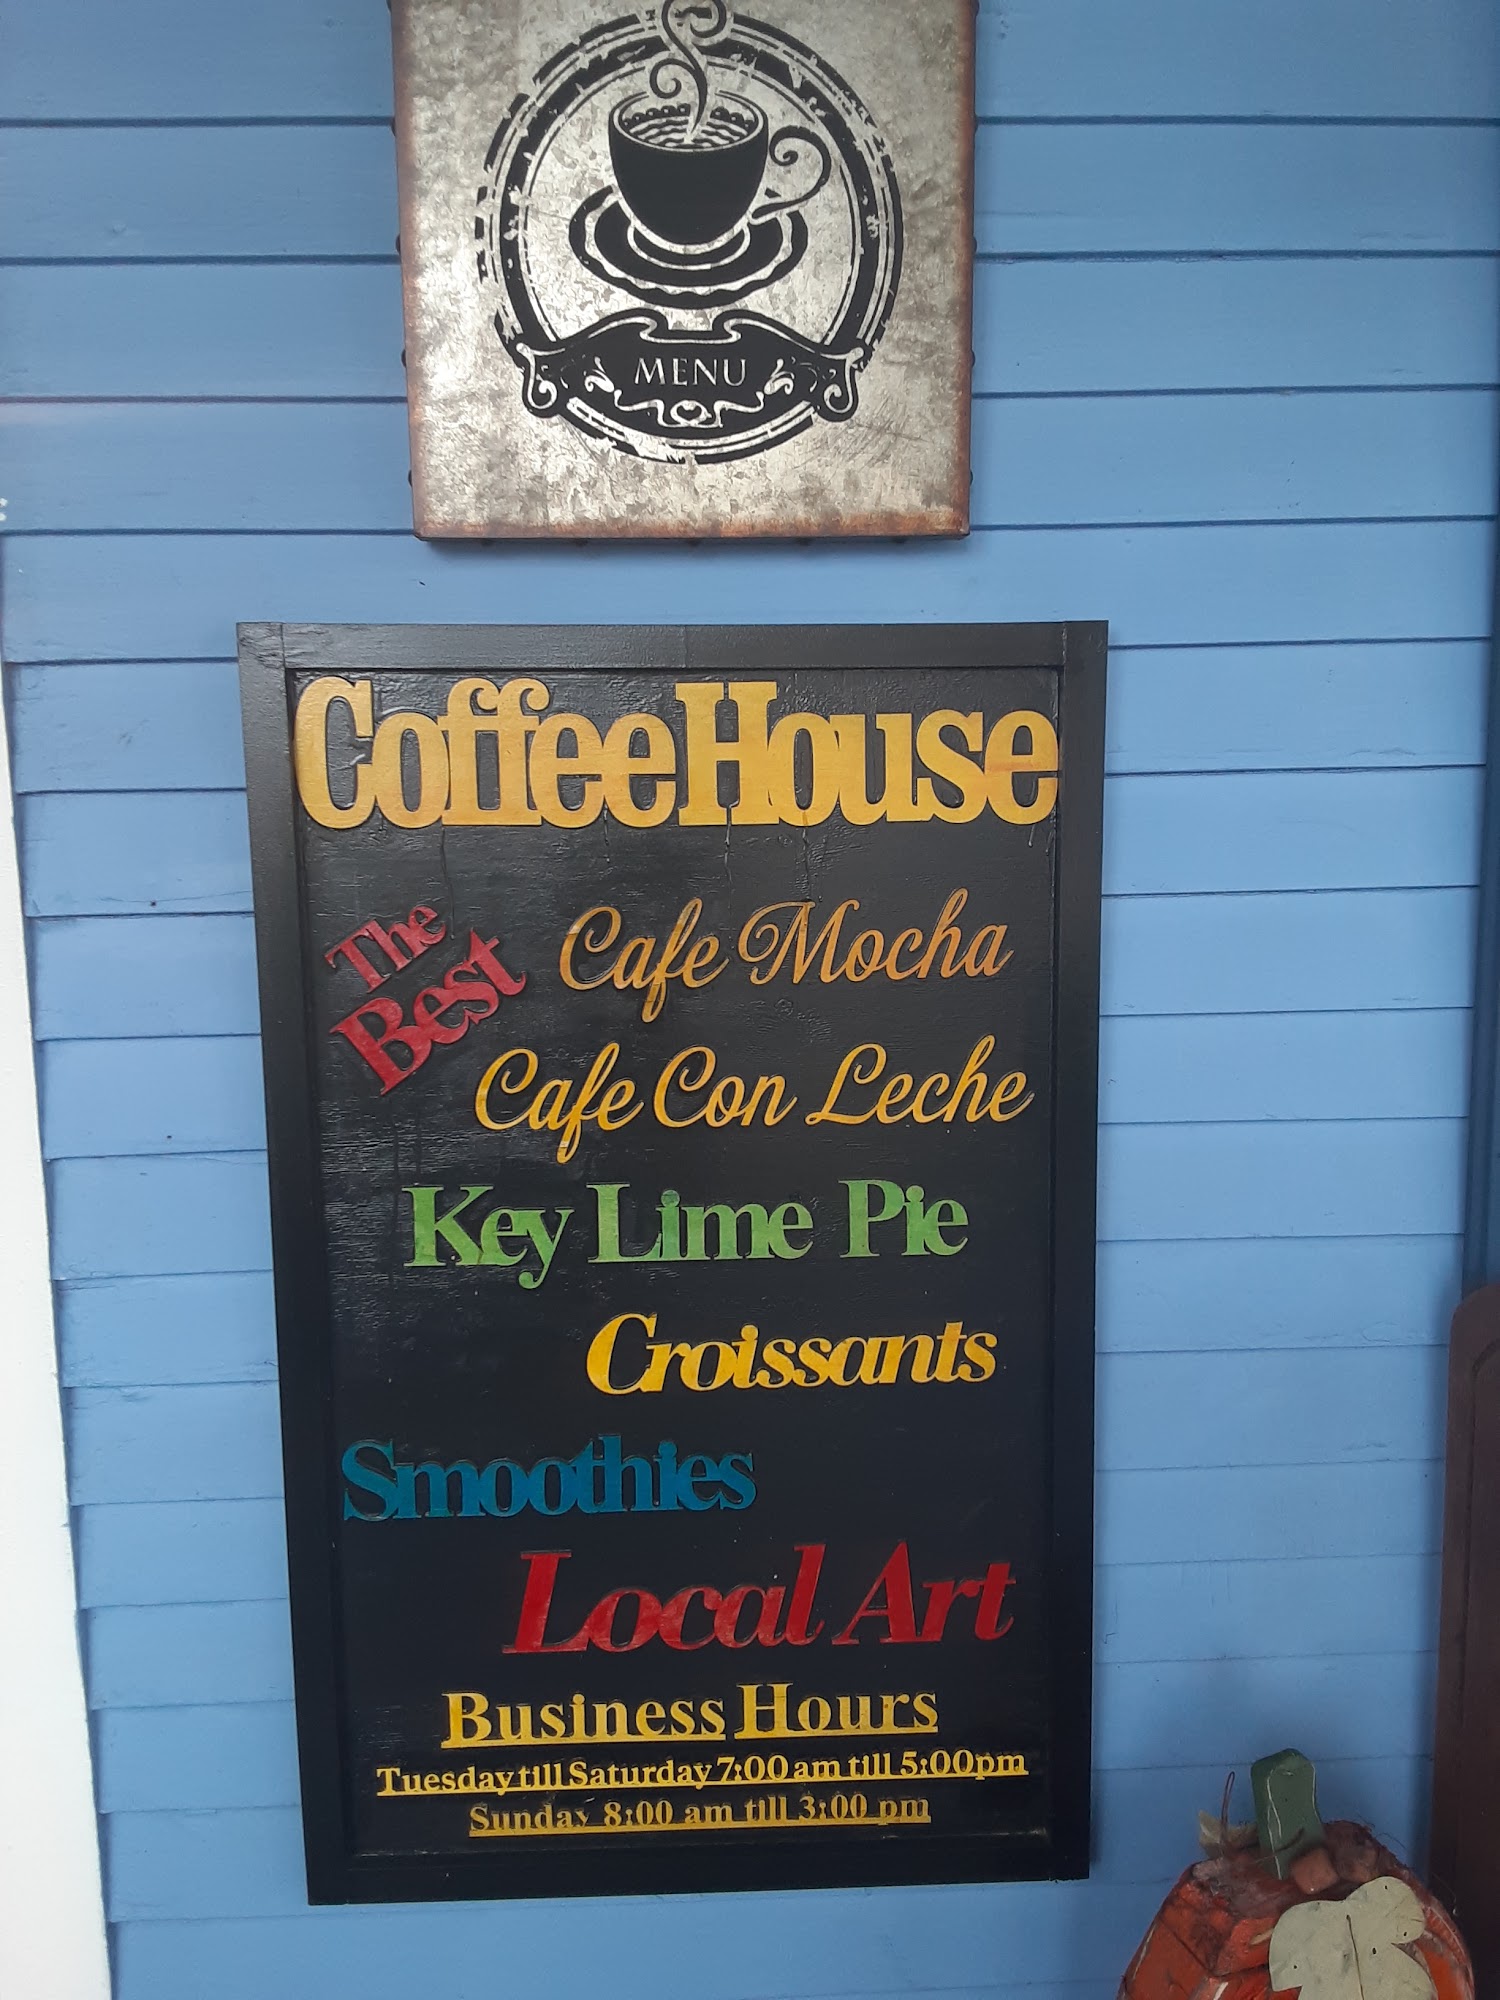 MENU
CoffeeHouse
The
Best
Cafe Mocha
Cafe Con Leche
Key Lime Pie
Croissants
Smoothies
Local Art
Business Hours
Tuesday till Saturday 7:00 am till 5:00pm
Sunday 8:00 am till 3:00 pm